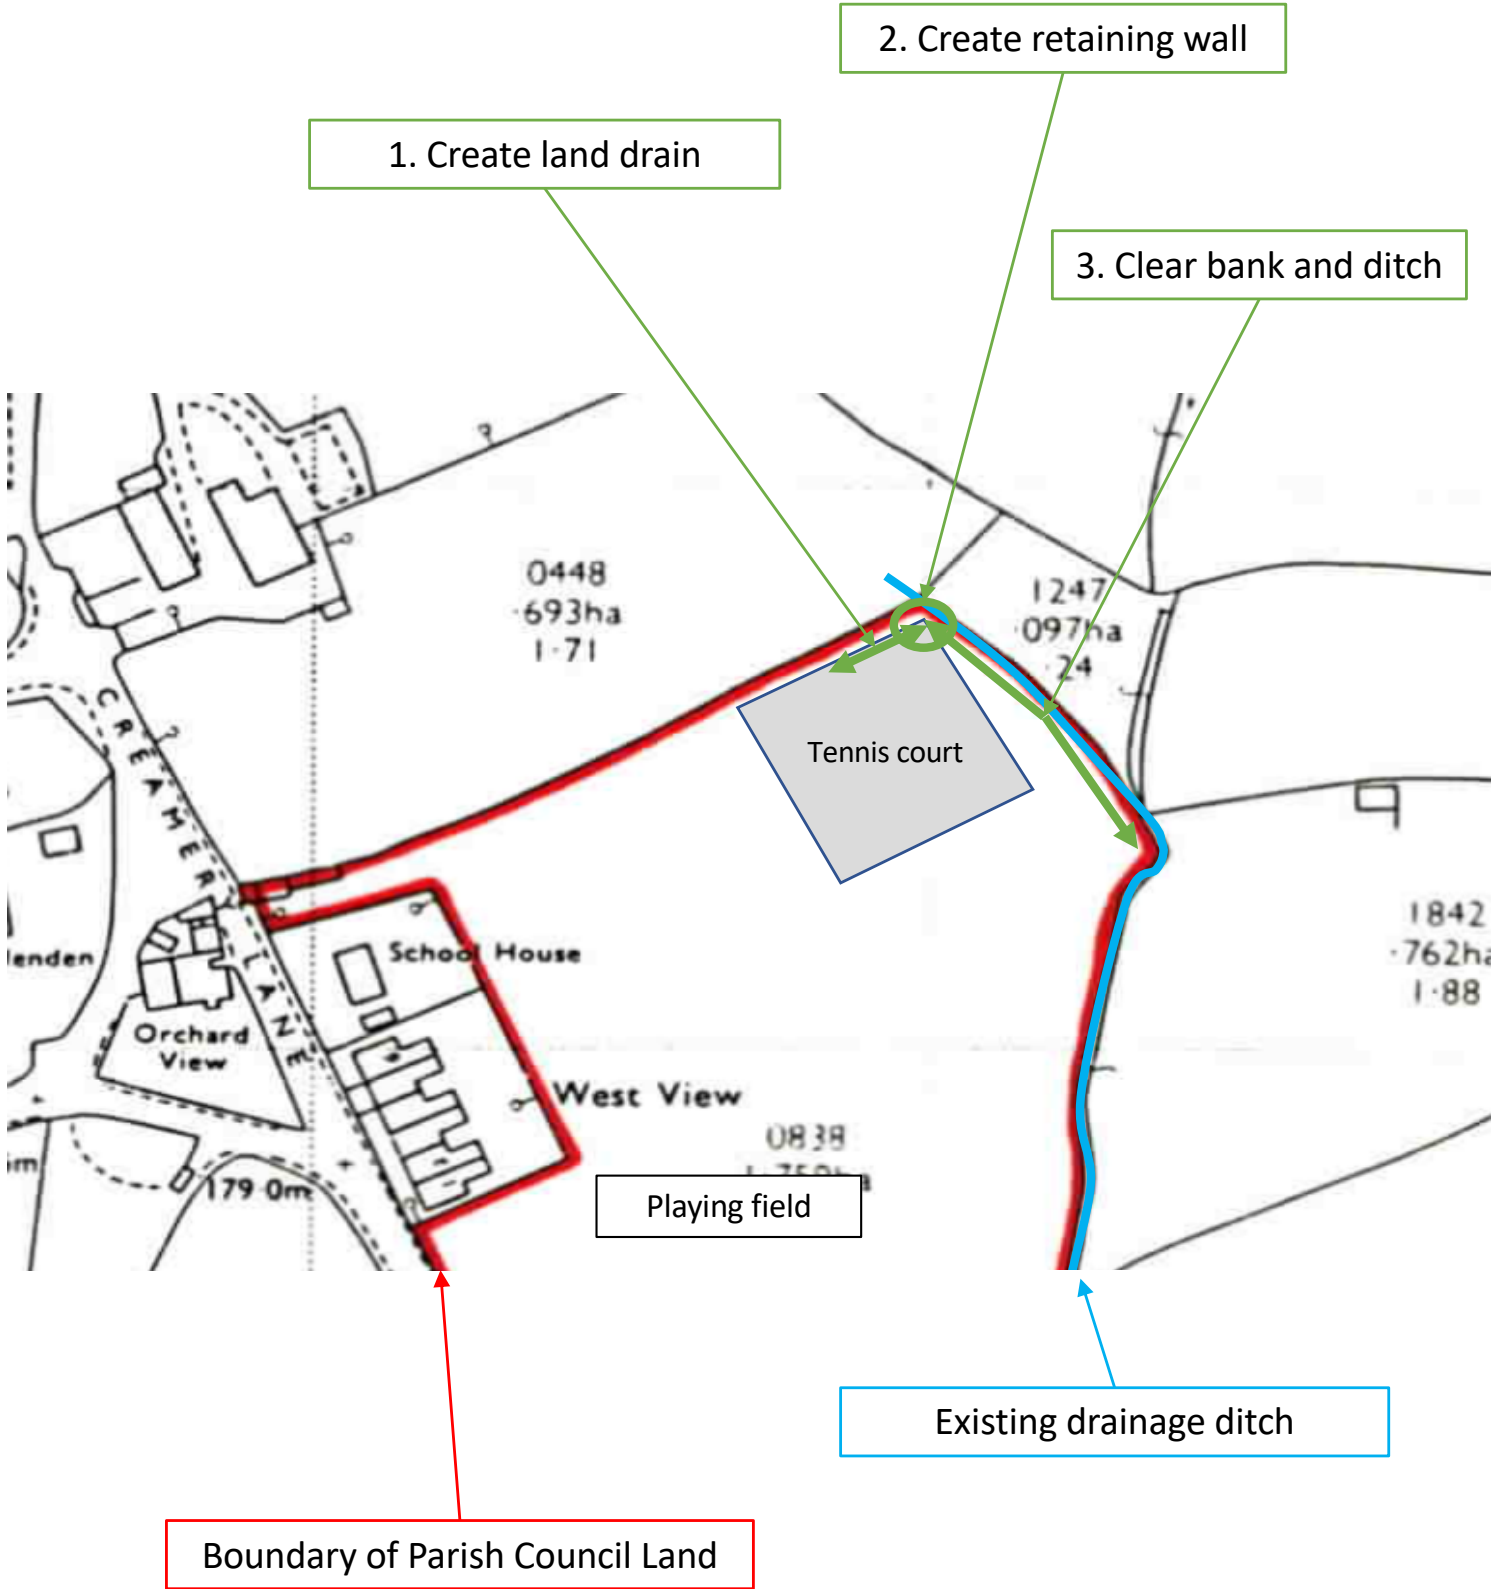 2. Create retaining wall
1. Create land drain
3. Clear bank and ditch
0448
·693ha
1·71
1247
·097ha
·24
Tennis court
CREAMERY LANE
lenden
School House
Orchard
View
1842
·762ha
1·88
West View
0838
179·0m
Playing field
Existing drainage ditch
Boundary of Parish Council Land